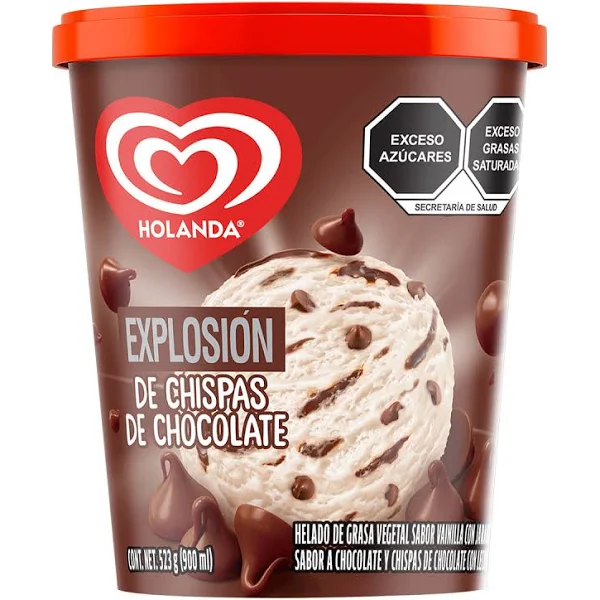 HOLANDA®
EXCESO
AZÚCARES
EXCESO
GRASAS
SATURADA
SECRETARÍA DE SALUD
EXPLOSIÓN
DE CHISPAS
DE CHOCOLATE
HELADO DE GRASA VEGETAL SABOR VAINILLA CON
SABOR A CHOCOLATE Y CHISPAS DE CHOCOLATE CON
CONT. NET. 523 g (900 ml)